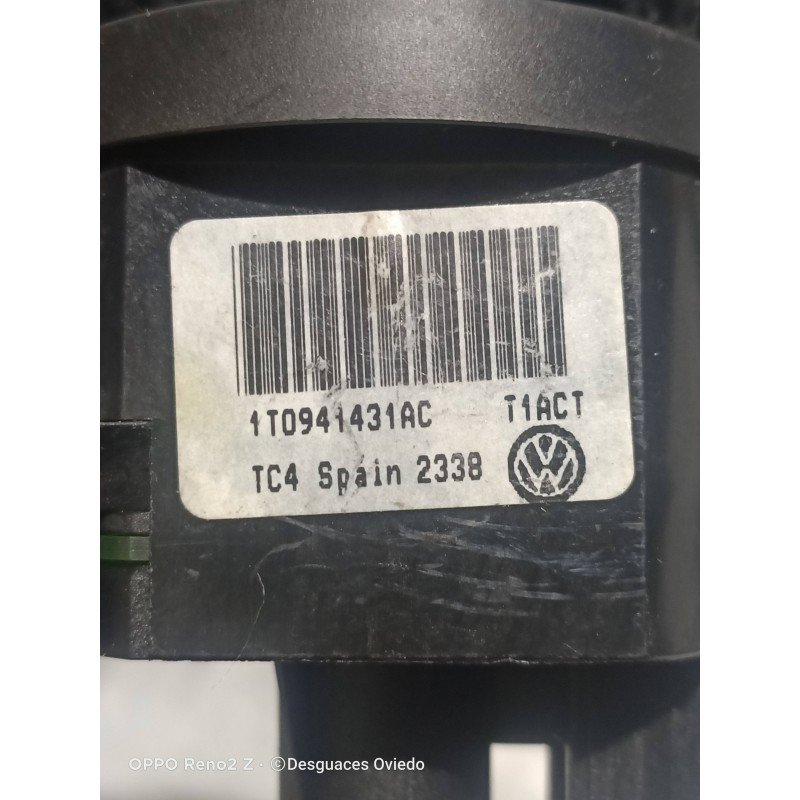 1T0941431AC T1ACT
TC4 Spain 2338
OPPO Reno2 Z - ©Desguaces Oviedo